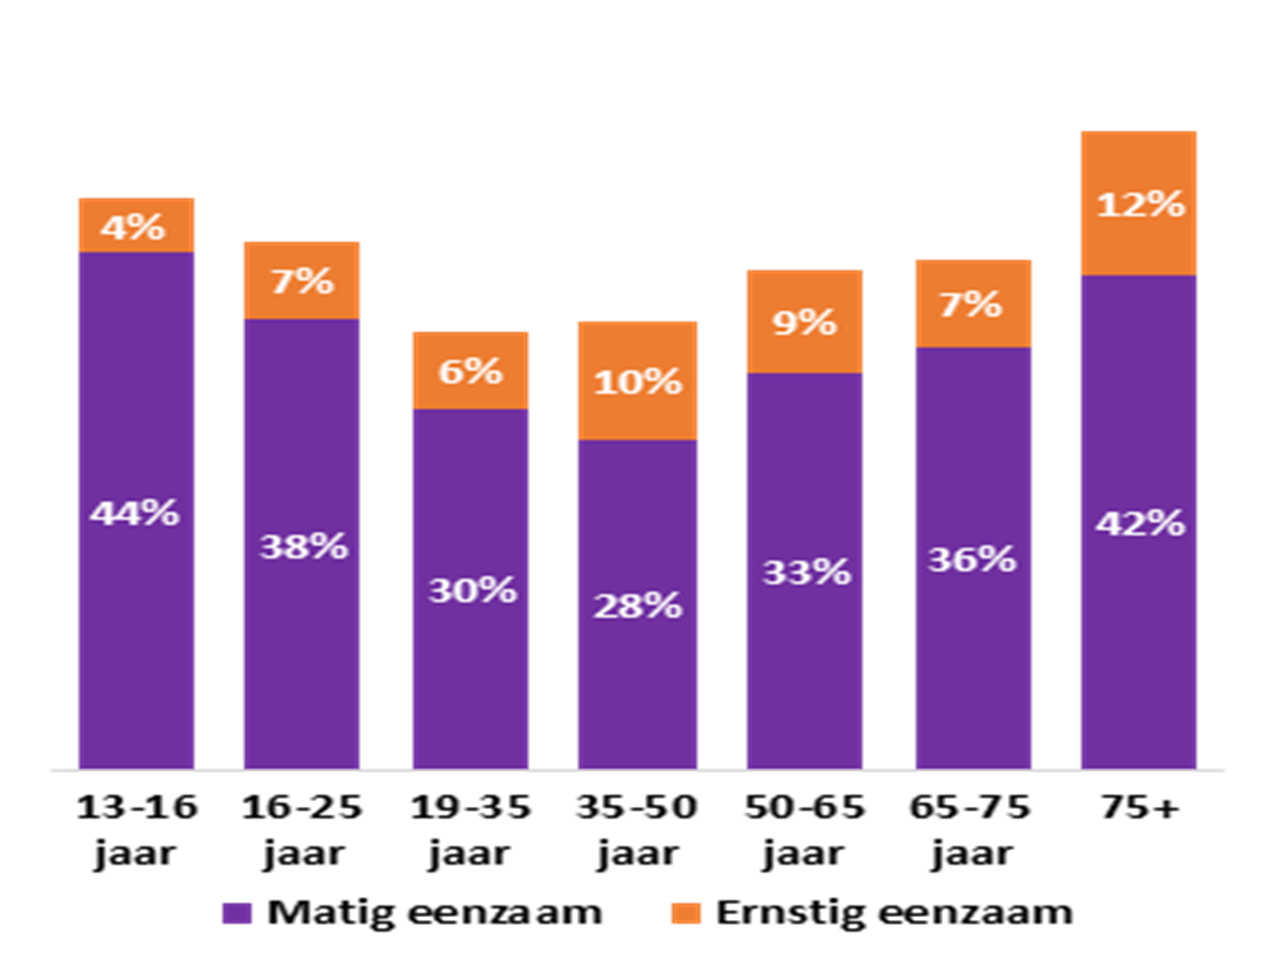 4%
7%
6%
10%
9%
7%
12%
44%
38%
30%
28%
33%
36%
42%
13-16 jaar
16-25 jaar
19-35 jaar
35-50 jaar
50-65 jaar
65-75 jaar
75+
Matig eenzaam
Ernstig eenzaam